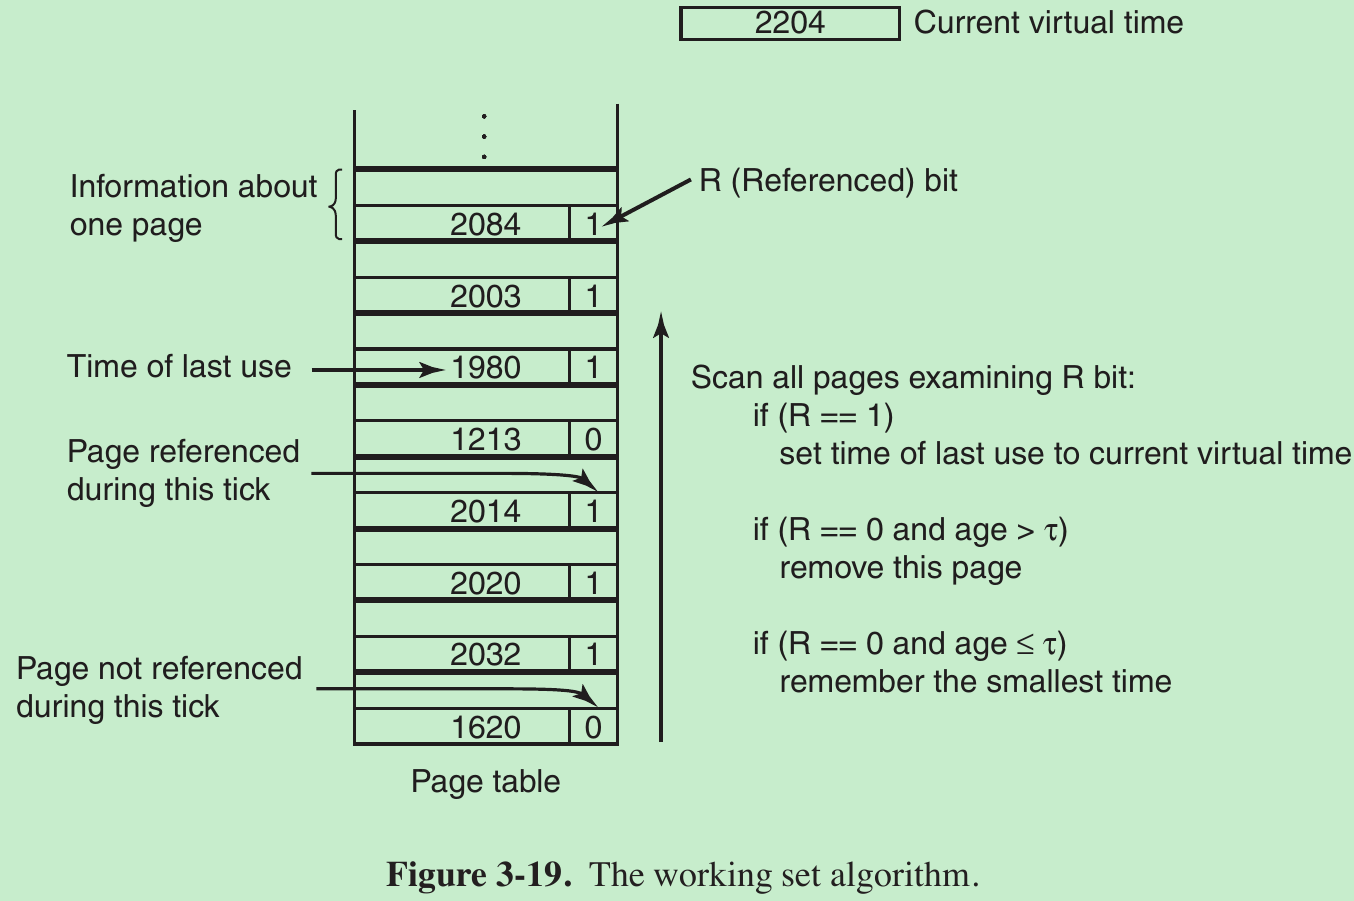 2204 Current virtual time
Information about
one page
R (Referenced) bit
2084 1
2003 1
Time of last use
1980 1
1213 0
Page referenced
during this tick
2014 1
2020 1
2032 1
Page not referenced
during this tick
1620 0
Page table
Scan all pages examining R bit:
if (R == 1)
set time of last use to current virtual time
if (R == 0 and age > τ)
remove this page
if (R == 0 and age ≤ τ)
remember the smallest time
Figure 3-19. The working set algorithm.